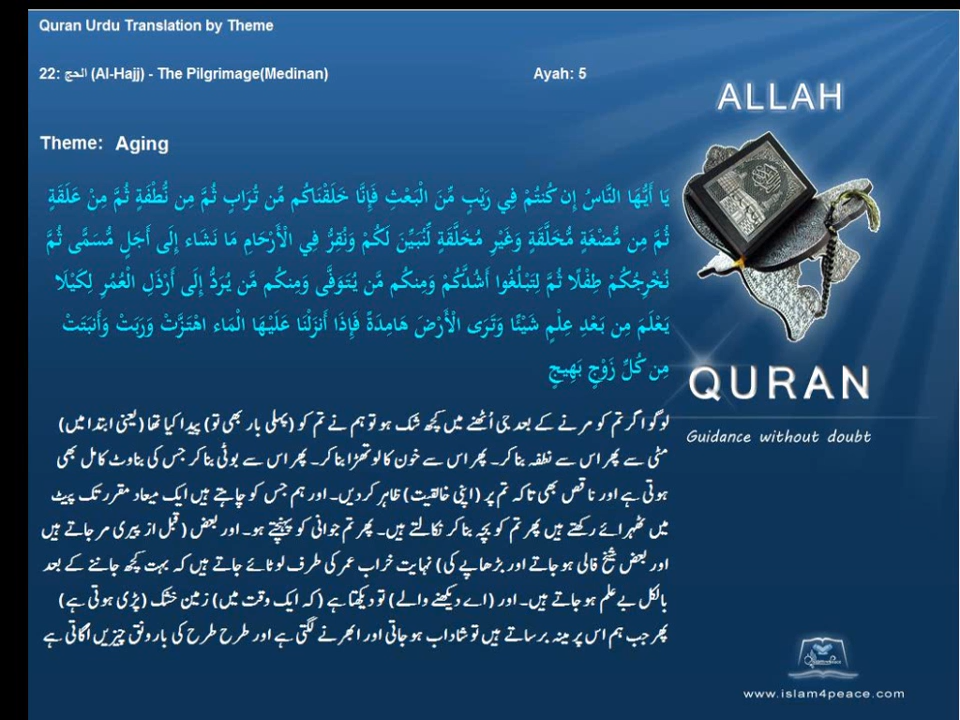 Quran Urdu Translation by Theme
22: الحج (Al-Hajj) - The Pilgrimage(Medinan)
Ayah: 5
Theme: Aging
يَا أَيُّهَا النَّاسُ إِن كُنتُمْ فِي رَيْبٍ مِّنَ الْبَعْثِ فَإِنَّا خَلَقْنَاكُم مِّن تُرَابٍ ثُمَّ مِن نُّطْفَةٍ ثُمَّ مِنْ عَلَقَةٍ
ثُمَّ مِن مُّضْغَةٍ مُّخَلَّقَةٍ وَغَيْرِ مُخَلَّقَةٍ لِّنُبَيِّنَ لَكُمْ وَنُقِرُّ فِي الْأَرْحَامِ مَا نَشَاء إِلَى أَجَلٍ مُّسَمًّى ثُمَّ
نُخْرِجُكُمْ طِفْلًا ثُمَّ لِتَبْلُغُوا أَشُدَّكُمْ وَمِنكُم مَّن يُتَوَفَّى وَمِنكُم مَّن يُرَدُّ إِلَى أَرْذَلِ الْعُمُرِ لِكَيْلَا
يَعْلَمَ مِن بَعْدِ عِلْمٍ شَيْئًا وَتَرَى الْأَرْضَ هَامِدَةً فَإِذَا أَنزَلْنَا عَلَيْهَا الْمَاء اهْتَزَّتْ وَرَبَتْ وَأَنبَتَتْ
مِن كُلِّ زَوْجٍ بَهِيجٍ
لوگو اگر تم کو مرنے کے بعد جی اُٹھنے میں کچھ شک ہو تو ہم نے تم کو (پہلی بار بھی تو) پیدا کیا تھا (یعنی ابتدا میں)
مٹی سے پھر اس سے نطفہ بنا کر۔ پھر اس سے خون کا لوتھڑا بنا کر۔ پھر اس سے بوٹی بنا کر جس کی بناوٹ کامل بھی
ہوتی ہے اور ناقص بھی تاکہ تم پر (اپنی خالقیت) ظاہر کردیں۔ اور ہم جس کو چاہتے ہیں ایک میعاد مقرر تک پیٹ
میں ٹھہرائے رکھتے ہیں پھر تم کو بچہ بنا کر نکالتے ہیں۔ پھر تم جوانی کو پہنچتے ہو۔ اور بعض (قبل از پیری مر جاتے ہیں
اور بعض شیخ فالی ہو جاتے اور بڑھاپے کی) نہایت خراب عمر کی طرف لوٹائے جاتے ہیں کہ بہت کچھ جاننے کے بعد
بالکل بے علم ہو جاتے ہیں۔ اور (اے دیکھنے والے) تو دیکھتا ہے (کہ ایک وقت میں) زمین خشک (پڑی ہوتی ہے)
پھر جب ہم اس پر مینہ برساتے ہیں تو شاداب ہو جاتی اور ابھرنے لگتی ہے اور طرح طرح کی بارونق چیزیں اُگاتی ہے
ALLAH
QURAN
Guidance without doubt
www.islam4peace.com